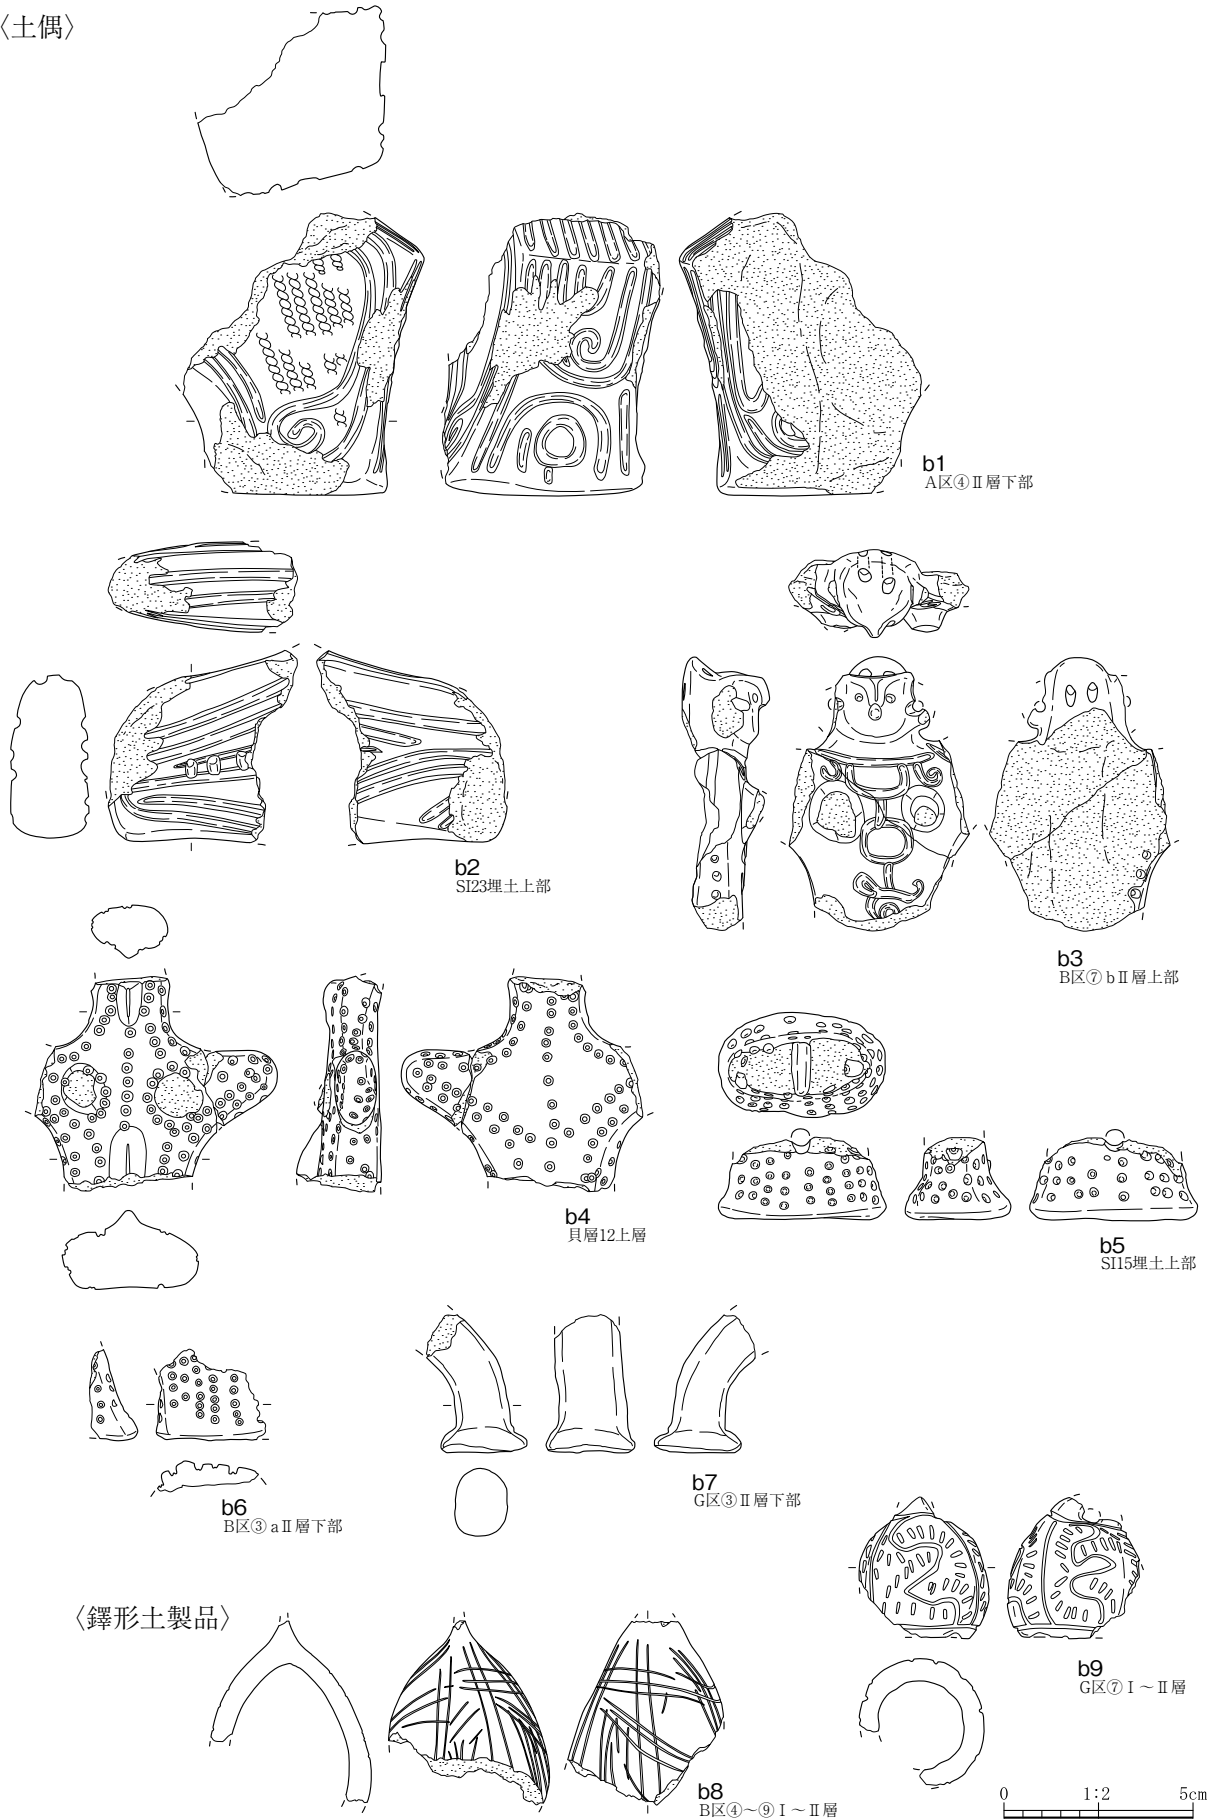 〈土偶〉
b1
A区④Ⅱ層下部
b2
SI23埋土上部
b3
B区⑦bⅡ層上部
b4
貝層12上層
b5
SI15埋土上部
b6
B区③aⅡ層下部
b7
G区③Ⅱ層下部
〈鐸形土製品〉
b8
B区④～⑨Ⅰ～Ⅱ層
b9
G区⑦Ⅰ～Ⅱ層
0 1:2 5cm